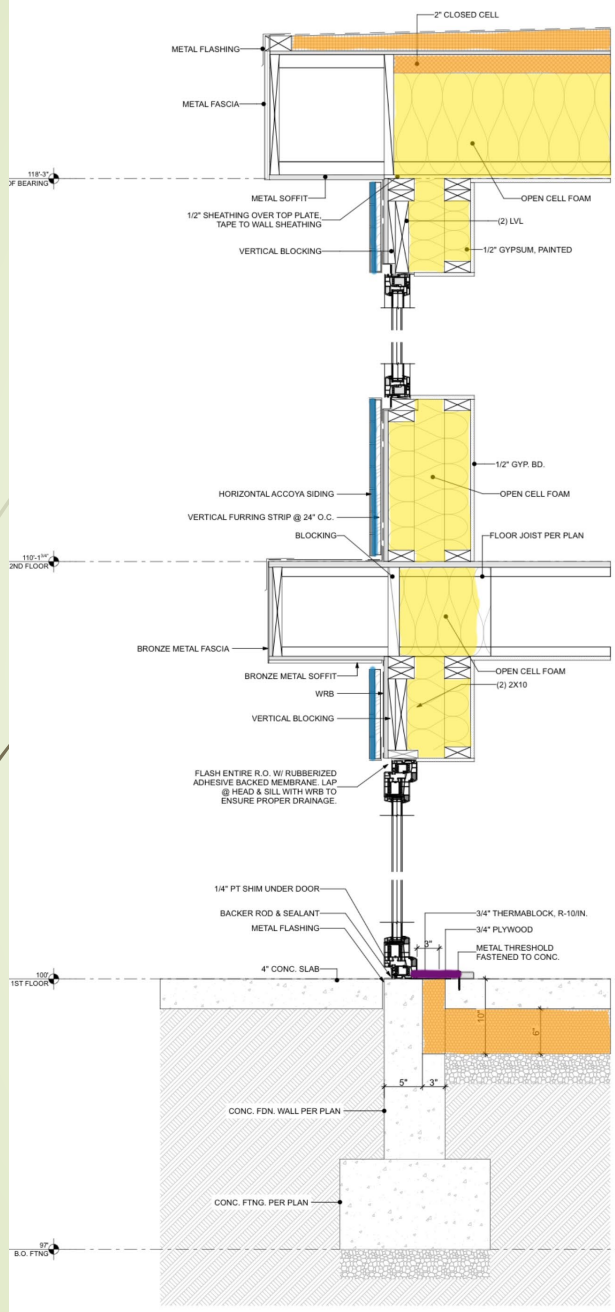 2" CLOSED CELL
METAL FLASHING
METAL FASCIA
118'-3"
OF BEARING
METAL SOFFIT
OPEN CELL FOAM
1/2" SHEATHING OVER TOP PLATE,
TAPE TO WALL SHEATHING
(2) LVL
VERTICAL BLOCKING
1/2" GYPSUM, PAINTED
1/2" GYP. BD.
HORIZONTAL ACCOYA SIDING
OPEN CELL FOAM
VERTICAL FURRING STRIP @ 24" O.C.
BLOCKING
FLOOR JOIST PER PLAN
110'-1 3/4"
2ND FLOOR
BRONZE METAL FASCIA
BRONZE METAL SOFFIT
OPEN CELL FOAM
WRB
(2) 2X10
VERTICAL BLOCKING
FLASH ENTIRE R.O. W/ RUBBERIZED
ADHESIVE BACKED MEMBRANE. LAP
@ HEAD & SILL WITH WRB TO
ENSURE PROPER DRAINAGE.
1/4" PT SHIM UNDER DOOR
BACKER ROD & SEALANT
METAL FLASHING
3/4" THERMABLOCK, R-10/IN.
3/4" PLYWOOD
METAL THRESHOLD
FASTENED TO CONC.
3"
4" CONC. SLAB
100'
1ST FLOOR
10"
6"
5"
3"
CONC. FDN. WALL PER PLAN
CONC. FTNG. PER PLAN
97'
B.O. FTNG